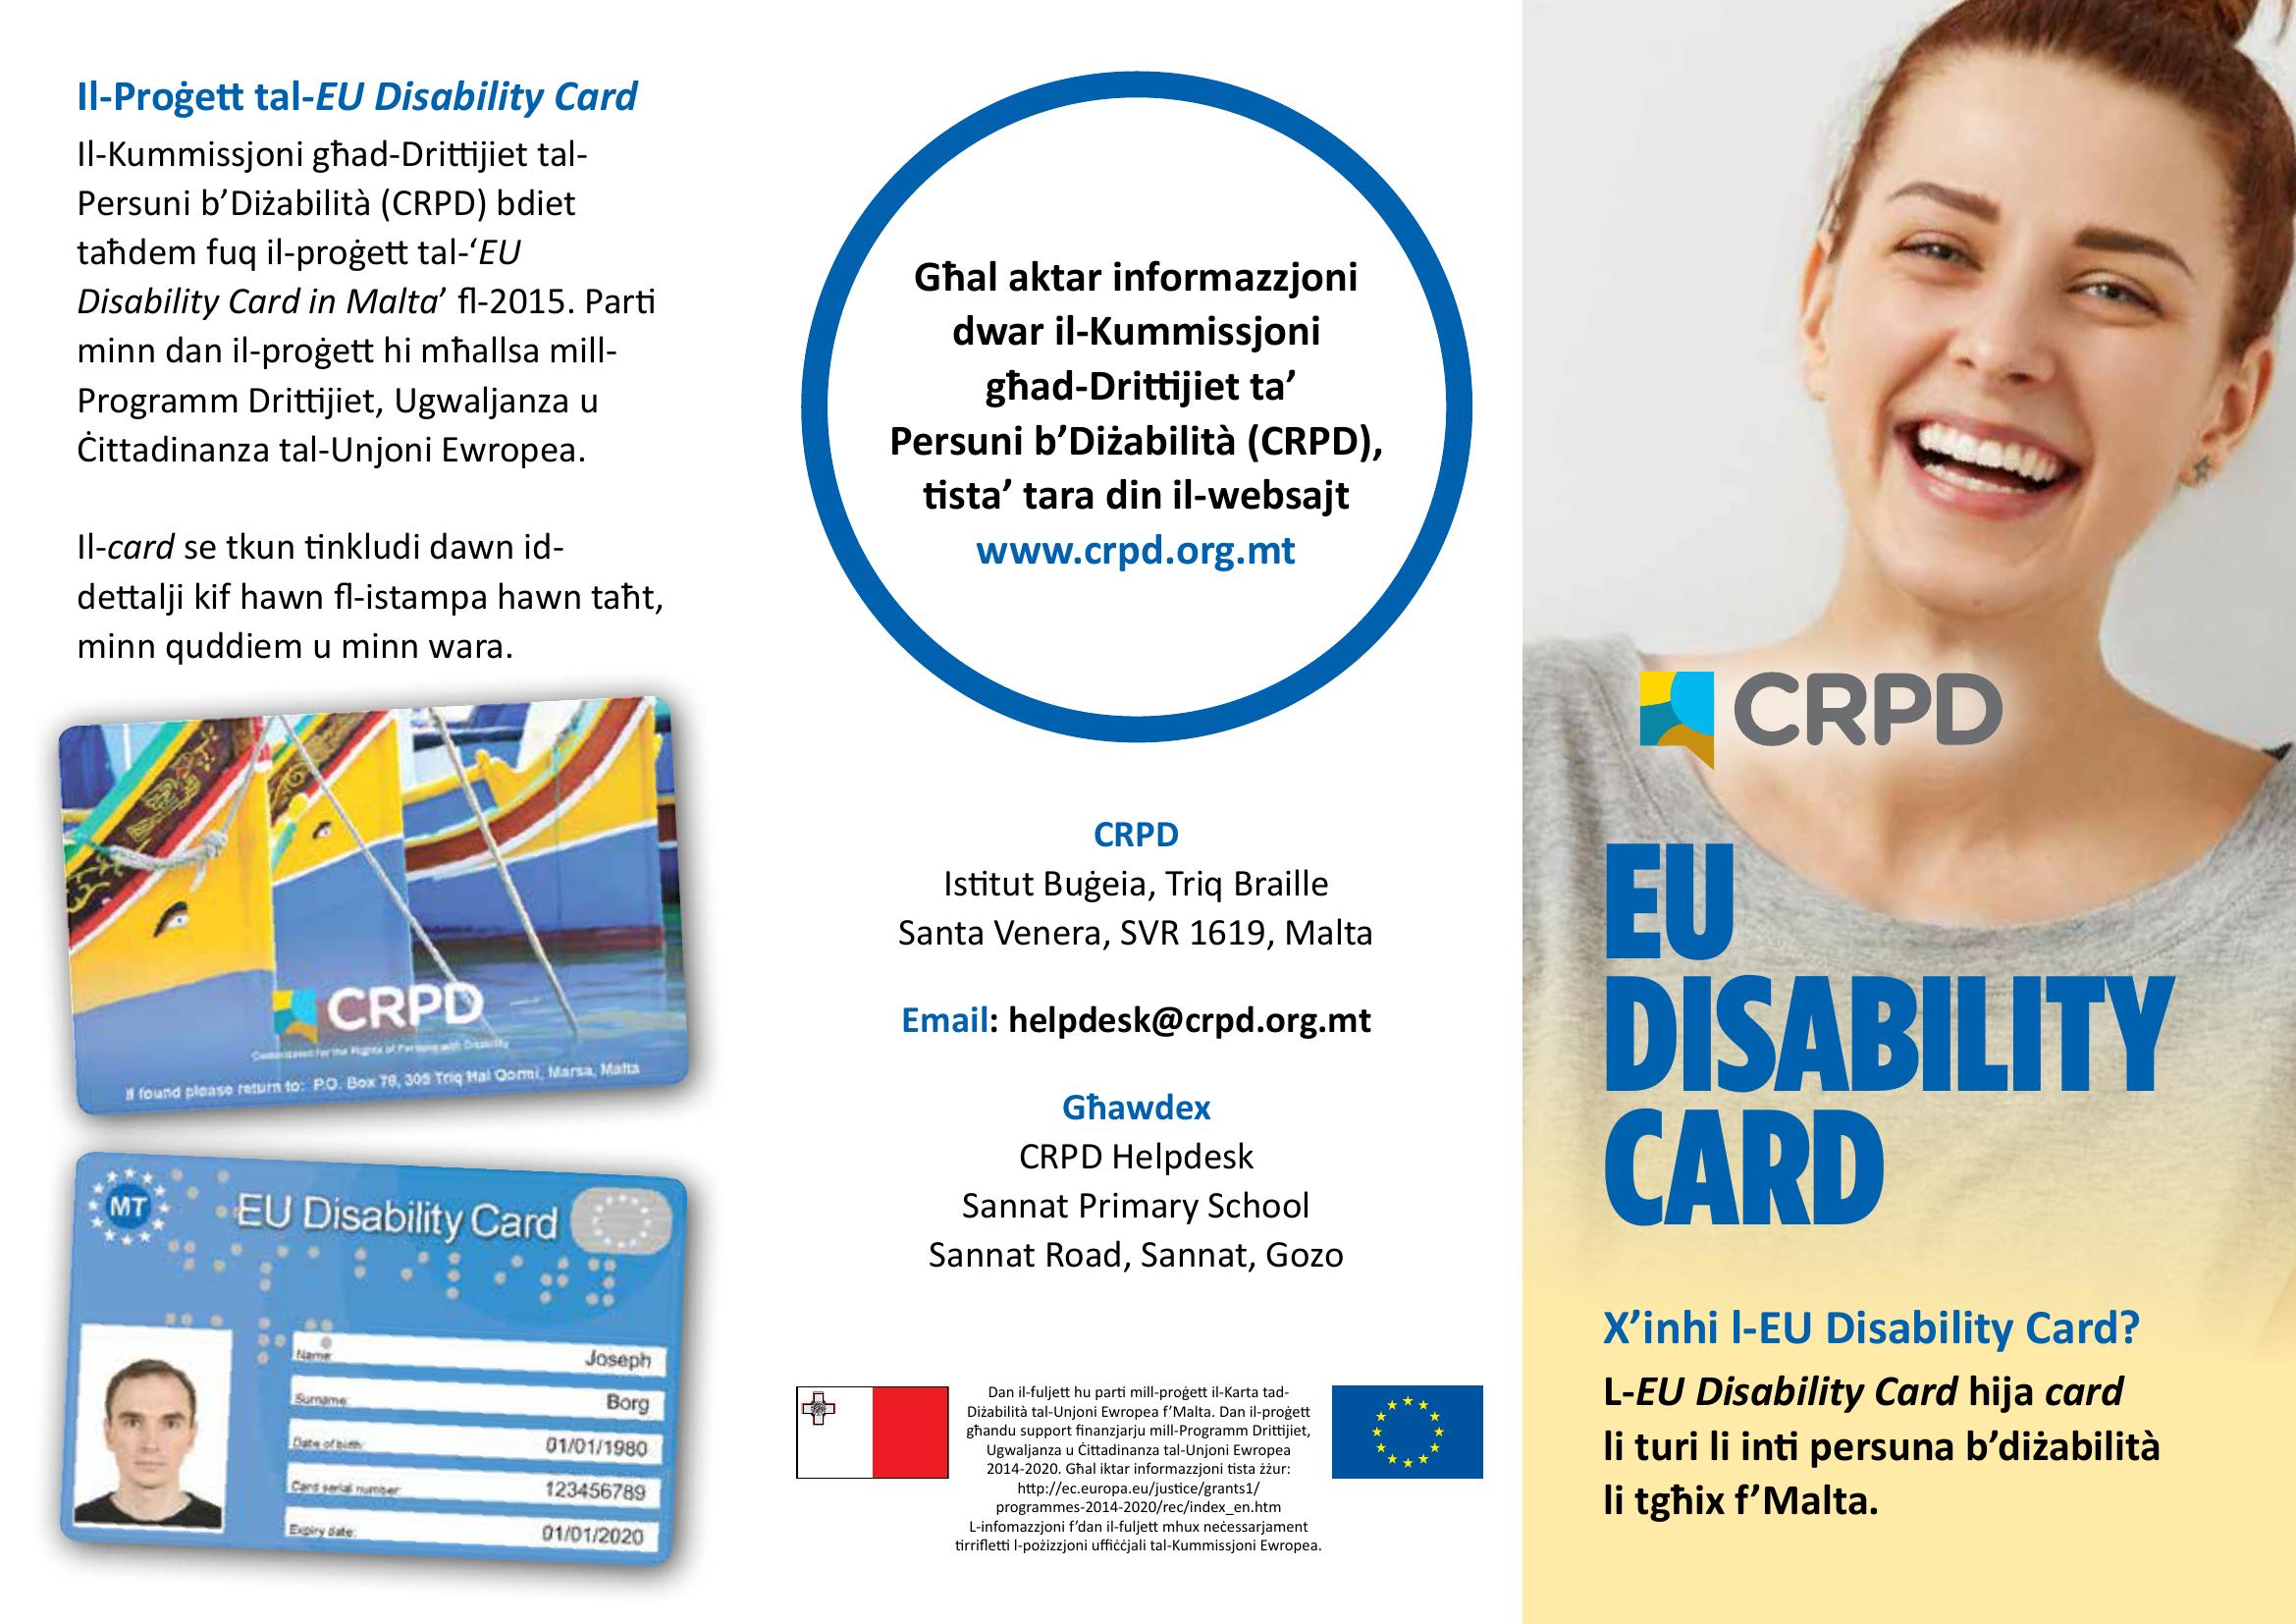 Il-Proġett tal-EU Disability Card
Il-Kummissjoni għad-Drittijiet tal-
Persuni b’Diżabilità (CRPD) bdiet
taħdem fuq il-proġett tal-‘EU
Disability Card in Malta’ fl-2015. Parti
minn dan il-proġett hi mħallsa mill-
Programm Drittijiet, Ugwaljanza u
Ċittadinanza tal-Unjoni Ewropea.
Il-card se tkun tinkludi dawn id-
dettalji kif hawn fl-istampa hawn taħt,
minn quddiem u minn wara.
CRPD
Commission for the Rights of Persons with Disability
If found please return to: P.O. Box 78, 305 Triq Hal Qormi, Marsa, Malta
MT
EU Disability Card
Name: Joseph
Surname: Borg
Date of birth: 01/01/1980
Card serial number: 123456789
Expiry date: 01/01/2020
Għal aktar informazzjoni
dwar il-Kummissjoni
għad-Drittijiet ta’
Persuni b’Diżabilità (CRPD),
tista’ tara din il-websajt
www.crpd.org.mt
CRPD
Istitut Buġeia, Triq Braille
Santa Venera, SVR 1619, Malta
Email: helpdesk@crpd.org.mt
Għawdex
CRPD Helpdesk
Sannat Primary School
Sannat Road, Sannat, Gozo
Dan il-fuljett hu parti mill-proġett il-Karta tad-
Diżabilità tal-Unjoni Ewropea f’Malta. Dan il-proġett
għandu support finanzjarju mill-Programm Drittijiet,
Ugwaljanza u Ċittadinanza tal-Unjoni Ewropea
2014-2020. Għal iktar informazzjoni tista żżur:
http://ec.europa.eu/justice/grants1/
programmes-2014-2020/rec/index_en.htm
L-infomazzjoni f’dan il-fuljett mhux neċessarjament
tirrifletti l-pożizzjoni uffiċċjali tal-Kummissjoni Ewropea.
CRPD
EU
DISABILITY
CARD
X’inhi l-EU Disability Card?
L-EU Disability Card hija card
li turi li inti persuna b’diżabilità
li tgħix f’Malta.